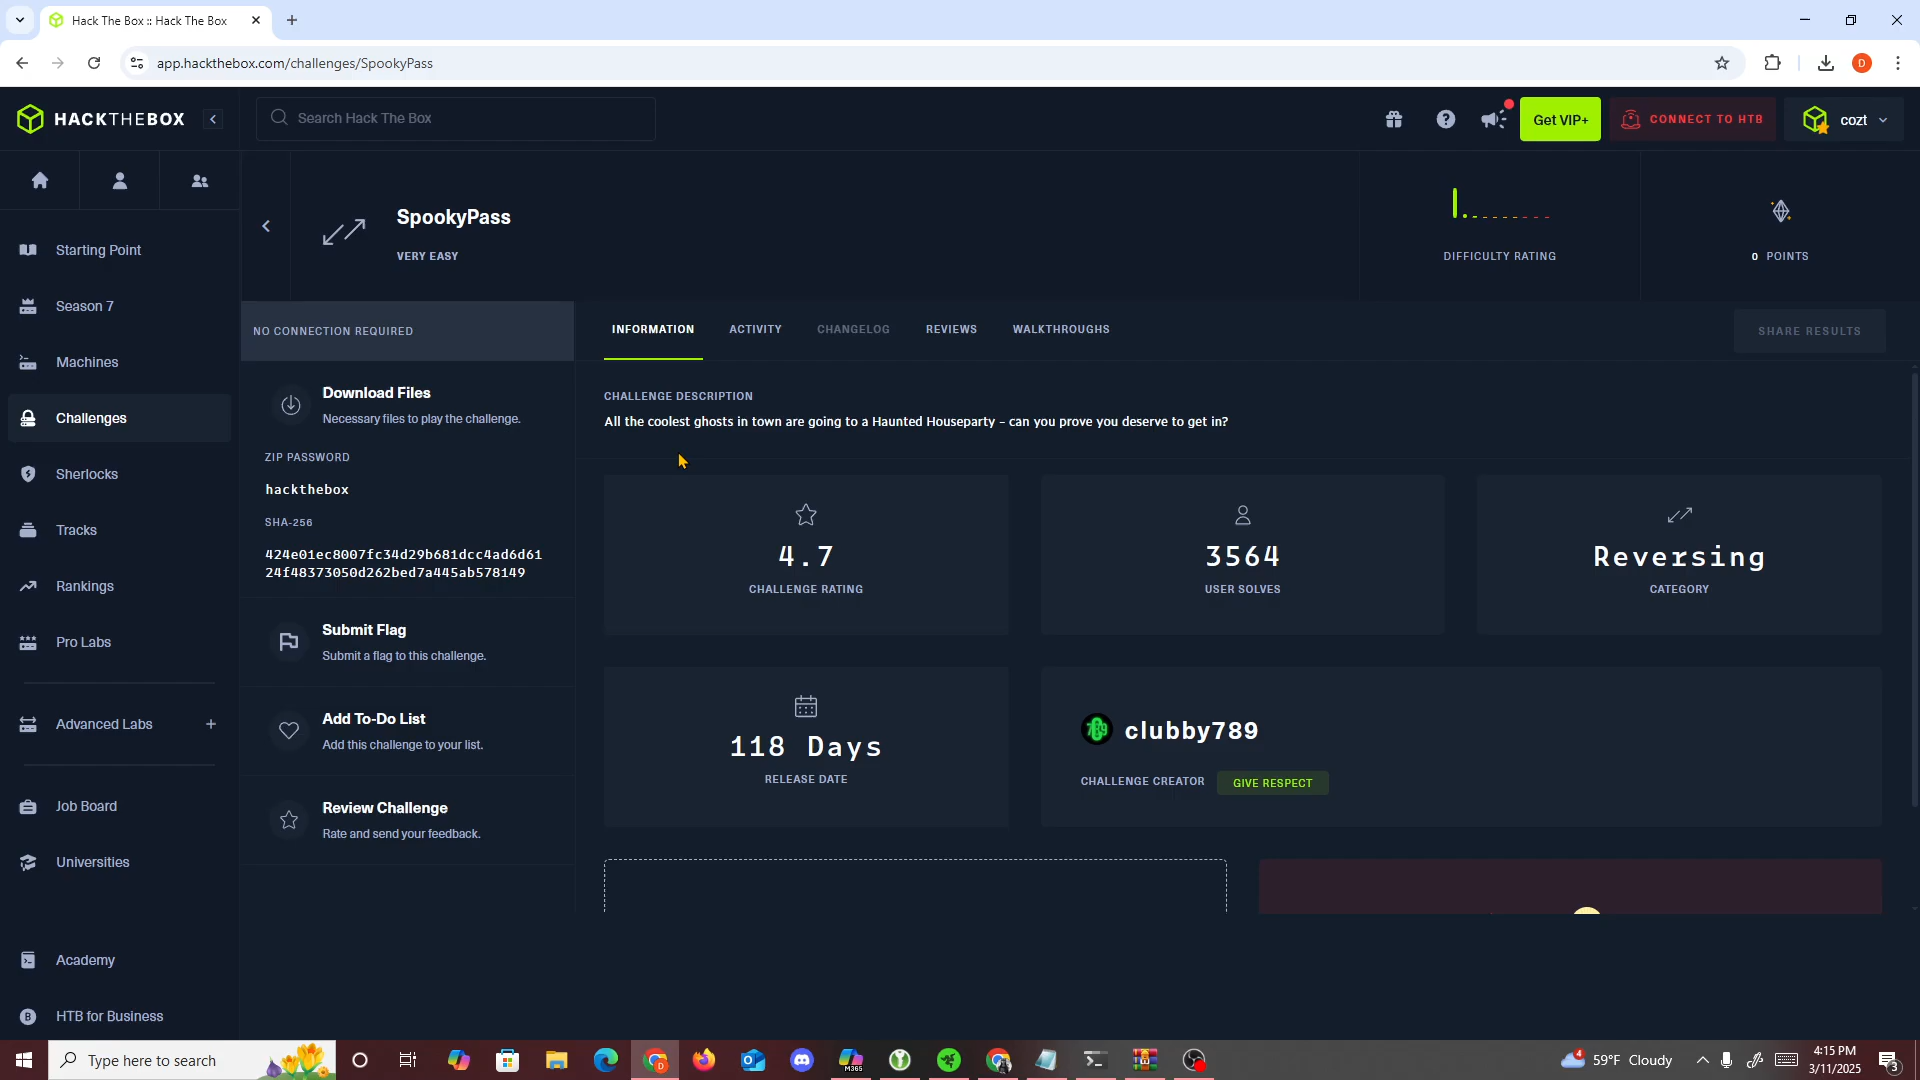 Hack The Box :: Hack The Box
app.hackthebox.com/challenges/SpookyPass
D
HACKTHEBOX
Search Hack The Box
Get VIP+
CONNECT TO HTB
cozt
SpookyPass
VERY EASY
DIFFICULTY RATING
0 POINTS
Starting Point
Season 7
Machines
Challenges
Sherlocks
Tracks
Rankings
Pro Labs
Advanced Labs
Job Board
Universities
Academy
HTB for Business
NO CONNECTION REQUIRED
Download Files
Necessary files to play the challenge.
ZIP PASSWORD
hackthebox
SHA-256
424e01ec8007fc34d29b681dcc4ad6d61
24f48373050d262bed7a445ab578149
Submit Flag
Submit a flag to this challenge.
Add To-Do List
Add this challenge to your list.
Review Challenge
Rate and send your feedback.
INFORMATION
ACTIVITY
CHANGELOG
REVIEWS
WALKTHROUGHS
SHARE RESULTS
CHALLENGE DESCRIPTION
All the coolest ghosts in town are going to a Haunted Houseparty - can you prove you deserve to get in?
4.7
CHALLENGE RATING
3564
USER SOLVES
Reversing
CATEGORY
118 Days
RELEASE DATE
clubby789
CHALLENGE CREATOR
GIVE RESPECT
Type here to search
M365
4
59°F Cloudy
4:15 PM
3/11/2025
3